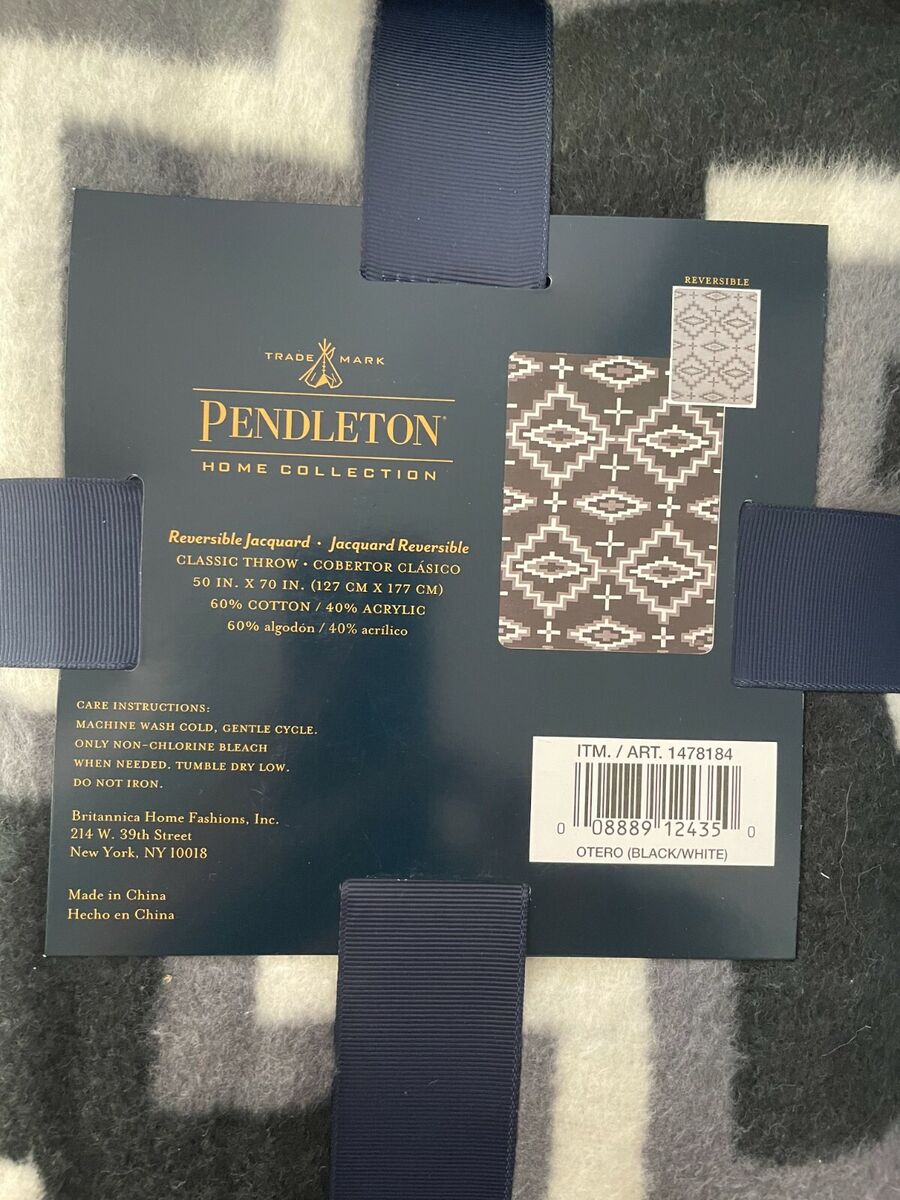 REVERSIBLE
TRADE MARK
PENDLETON®
HOME COLLECTION
Reversible Jacquard • Jacquard Reversible
CLASSIC THROW • COBERTOR CLÁSICO
50 IN. X 70 IN. (127 CM X 177 CM)
60% COTTON / 40% ACRYLIC
60% algodón / 40% acrílico
CARE INSTRUCTIONS:
MACHINE WASH COLD, GENTLE CYCLE.
ONLY NON-CHLORINE BLEACH
WHEN NEEDED. TUMBLE DRY LOW.
DO NOT IRON.
Britannica Home Fashions, Inc.
214 W. 39th Street
New York, NY 10018
Made in China
Hecho en China
ITM. / ART. 1478184
0 08889 12435 0
OTERO (BLACK/WHITE)